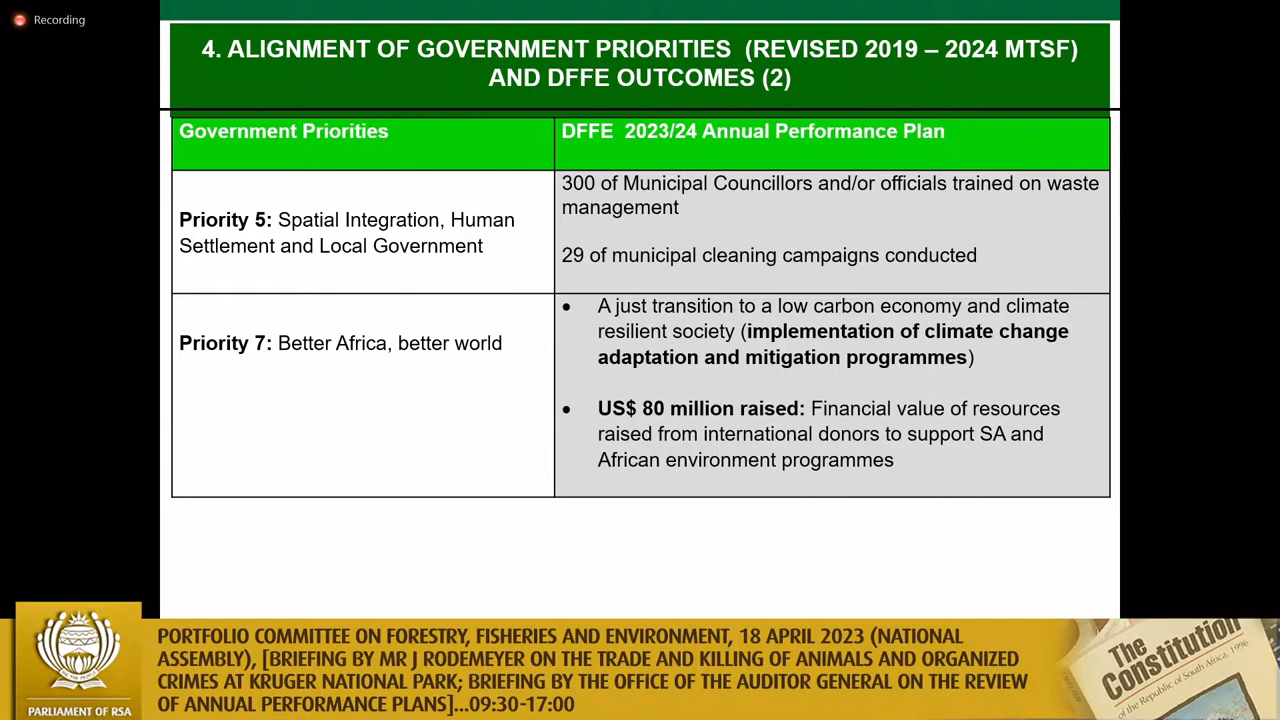 Recording
4. ALIGNMENT OF GOVERNMENT PRIORITIES (REVISED 2019 – 2024 MTSF)
AND DFFE OUTCOMES (2)
Government Priorities
DFFE 2023/24 Annual Performance Plan
Priority 5: Spatial Integration, Human
Settlement and Local Government
300 of Municipal Councillors and/or officials trained on waste
management
29 of municipal cleaning campaigns conducted
Priority 7: Better Africa, better world
• A just transition to a low carbon economy and climate
resilient society (implementation of climate change
adaptation and mitigation programmes)
• US$ 80 million raised: Financial value of resources
raised from international donors to support SA and
African environment programmes
PARLIAMENT OF RSA
PORTFOLIO COMMITTEE ON FORESTRY, FISHERIES AND ENVIRONMENT, 18 APRIL 2023 (NATIONAL
ASSEMBLY), [BRIEFING BY MR J RODEMEYER ON THE TRADE AND KILLING OF ANIMALS AND ORGANIZED
CRIMES AT KRUGER NATIONAL PARK; BRIEFING BY THE OFFICE OF THE AUDITOR GENERAL ON THE REVIEW
OF ANNUAL PERFORMANCE PLANS]...09:30-17:00
The
Constitution
of the Republic of South Africa, 1996